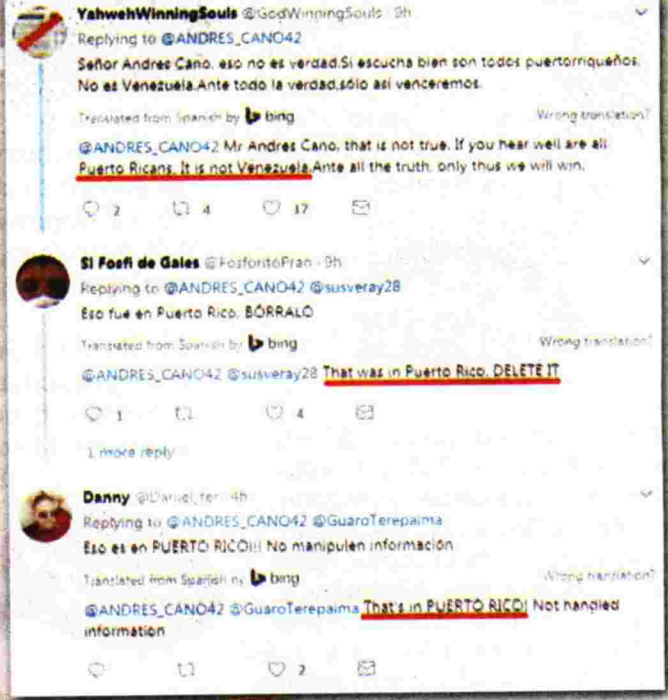 YahwehWinningSouls @GodWinningSouls · 9h
Replying to @ANDRES_CANO42
Señor Andres Cano, eso no es verdad.Si escucha bien son todos puertorriqueños.
No es Venezuela.Ante todo la verdad,sólo así venceremos.
Translated from Spanish by bing Wrong translation?
@ANDRES_CANO42 Mr Andres Cano, that is not true. If you hear well are all
Puerto Ricans. It is not Venezuela.Ante all the truth, only thus we will win.
2 4 17
SI Fosfi de Gales @FosforitoPran · 9h
Replying to @ANDRES_CANO42 @susveray28
Eso fue en Puerto Rico. BÓRRALO
Translated from Spanish by bing Wrong translation?
@ANDRES_CANO42 @susveray28 That was in Puerto Rico. DELETE IT
1 4
1 more reply
Danny · 4h
Replying to @ANDRES_CANO42 @GuaroTerepaima
Eso es en PUERTO RICO!!! No manipulen información
Translated from Spanish by bing Wrong translation?
@ANDRES_CANO42 @GuaroTerepaima That's in PUERTO RICO! Not handled
information
2